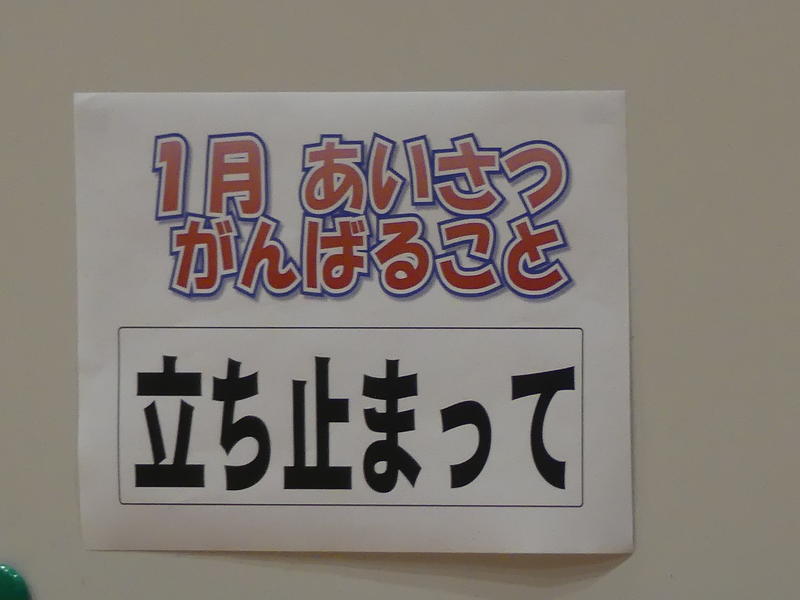 1月 あいさつ
がんばること
立ち止まって